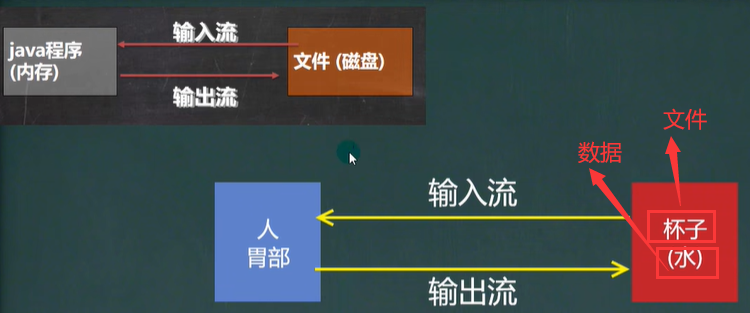 输入流
java程序
(内存)
文件 (磁盘)
输出流
文件
数据
输入流
人
胃部
杯子
(水)
输出流